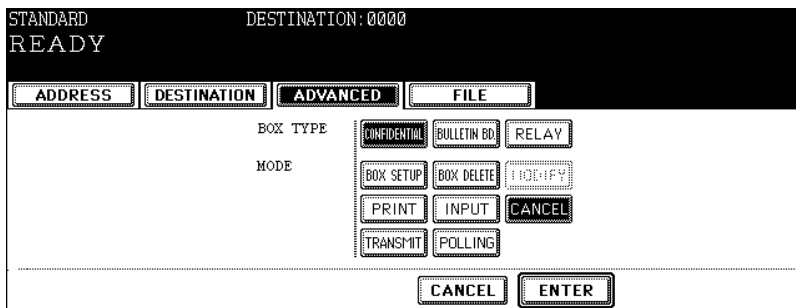 STANDARD DESTINATION:0000
READY
ADDRESS DESTINATION ADVANCED FILE
BOX TYPE CONFIDENTIAL BULLETIN BD. RELAY
MODE BOX SETUP BOX DELETE MODIFY
PRINT INPUT CANCEL
TRANSMIT POLLING
CANCEL ENTER